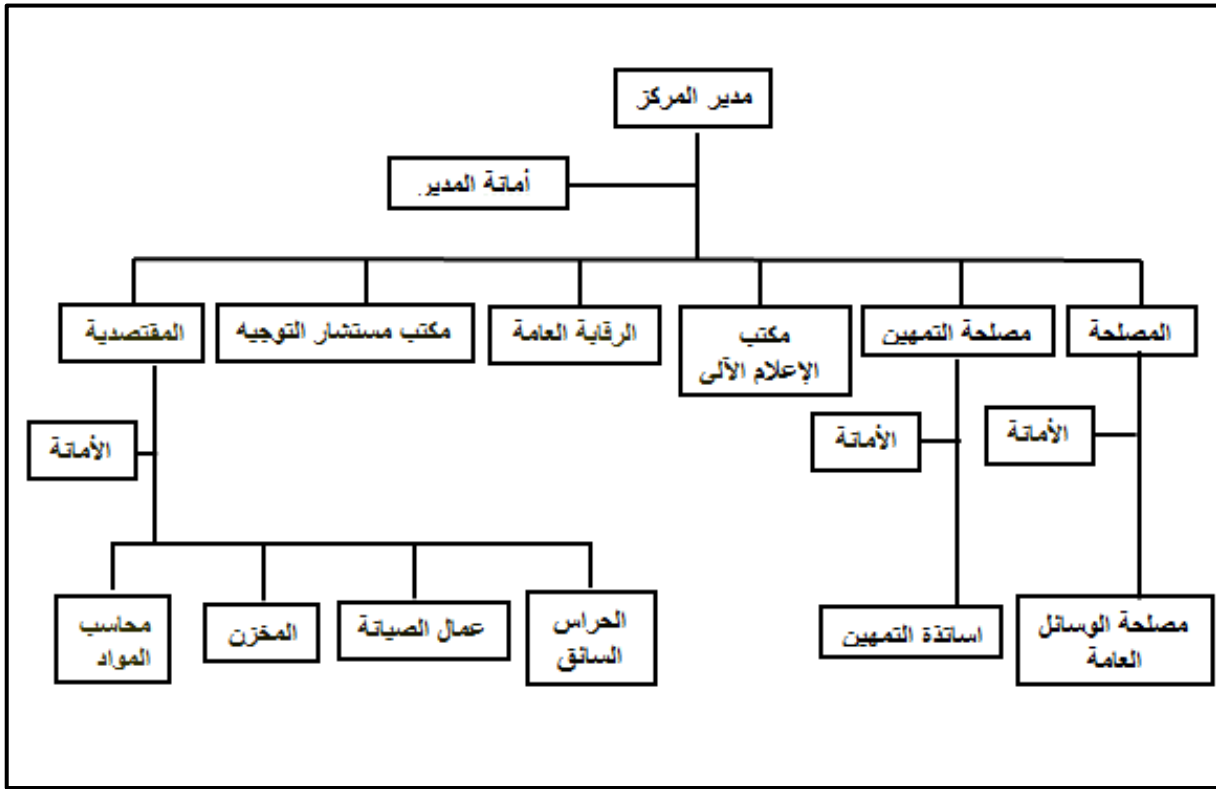 مدير المركز
أمانة المدير.
المصلحة
مصلحة التمهين
مكتب
الإعلام الآلي
الرقابة العامة
مكتب مستشار التوجيه
المقتصدية
الأمانة
الأمانة
الأمانة
مصلحة الوسائل
العامة
اساتذة التمهين
الحراس
السائق
عمال الصيانة
المخزن
محاسب
المواد